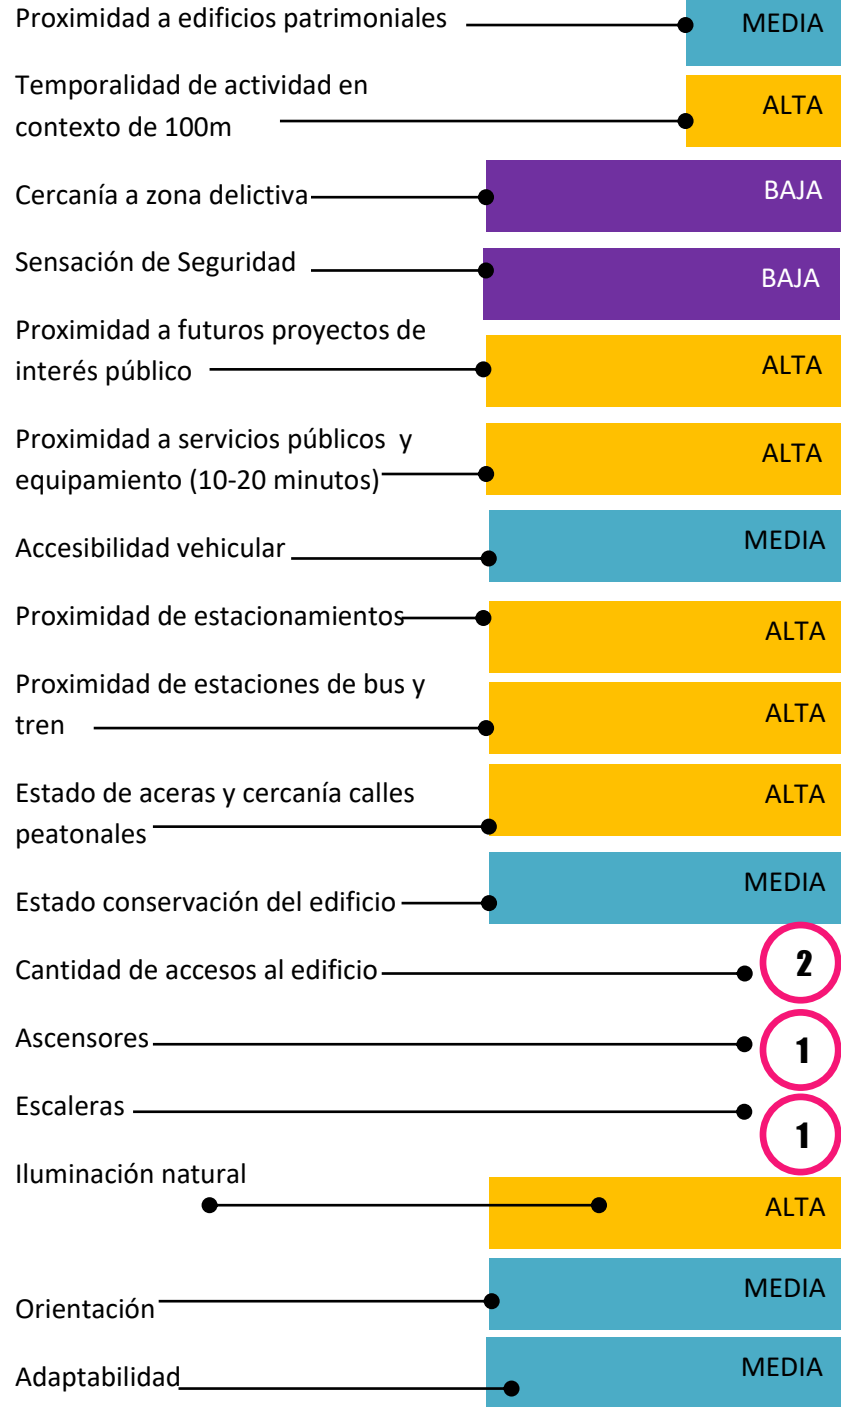 Proximidad a edificios patrimoniales MEDIA
Temporalidad de actividad en
contexto de 100m ALTA
Cercanía a zona delictiva BAJA
Sensación de Seguridad BAJA
Proximidad a futuros proyectos de
interés público ALTA
Proximidad a servicios públicos y
equipamiento (10-20 minutos) ALTA
Accesibilidad vehicular MEDIA
Proximidad de estacionamientos ALTA
Proximidad de estaciones de bus y
tren ALTA
Estado de aceras y cercanía calles
peatonales ALTA
Estado conservación del edificio MEDIA
Cantidad de accesos al edificio 2
Ascensores 1
Escaleras 1
Iluminación natural ALTA
Orientación MEDIA
Adaptabilidad MEDIA